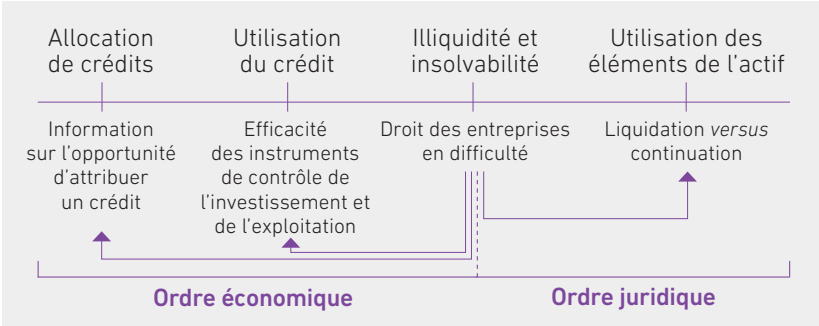 Allocation
de crédits
Utilisation
du crédit
Illiquidité et
insolvabilité
Utilisation des
éléments de l'actif
Information
sur l'opportunité
d'attribuer
un crédit
Efficacité
des instruments
de contrôle de
l'investissement et
de l'exploitation
Droit des entreprises
en difficulté
Liquidation versus
continuation
Ordre économique
Ordre juridique